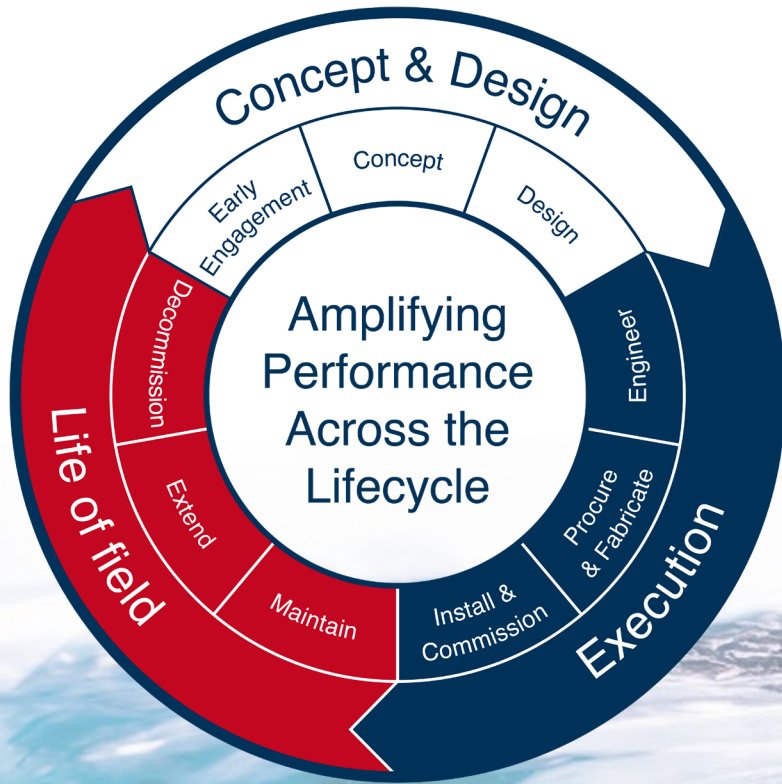 Concept & Design
Early
Engagement
Concept
Design
Engineer
Procure
& Fabricate
Install &
Commission
Execution
Maintain
Extend
Decommission
Life of field
Amplifying
Performance
Across the
Lifecycle